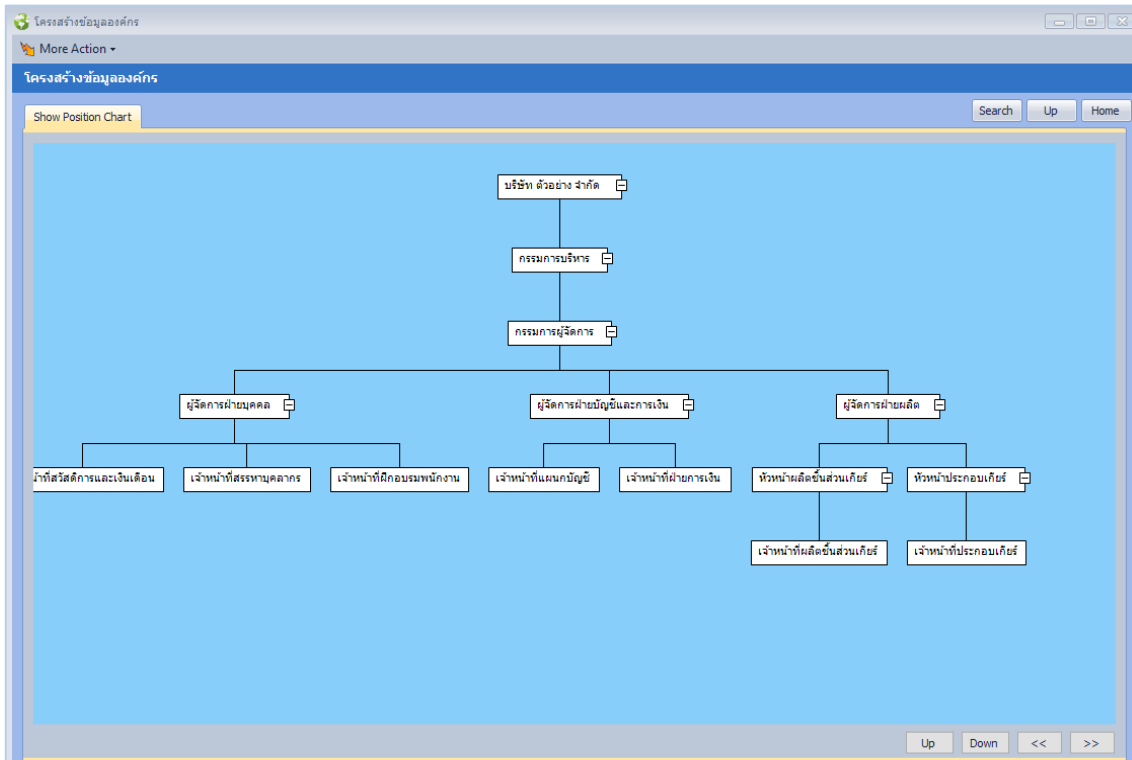 โครงสร้างข้อมูลองค์กร
More Action
โครงสร้างข้อมูลองค์กร
Show Position Chart
Search Up Home
บริษัท ตัวอย่าง จำกัด
กรรมการบริหาร
กรรมการผู้จัดการ
ผู้จัดการฝ่ายบุคคล ผู้จัดการฝ่ายบัญชีและการเงิน ผู้จัดการฝ่ายผลิต
น้าที่สวัสดิการและเงินเดือน เจ้าหน้าที่สรรหาบุคลากร เจ้าหน้าที่ฝึกอบรมพนักงาน เจ้าหน้าที่แผนกบัญชี เจ้าหน้าที่ฝ่ายการเงิน หัวหน้าผลิตชิ้นส่วนเกียร์ หัวหน้าประกอบเกียร์
เจ้าหน้าที่ผลิตชิ้นส่วนเกียร์ เจ้าหน้าที่ประกอบเกียร์
Up Down << >>